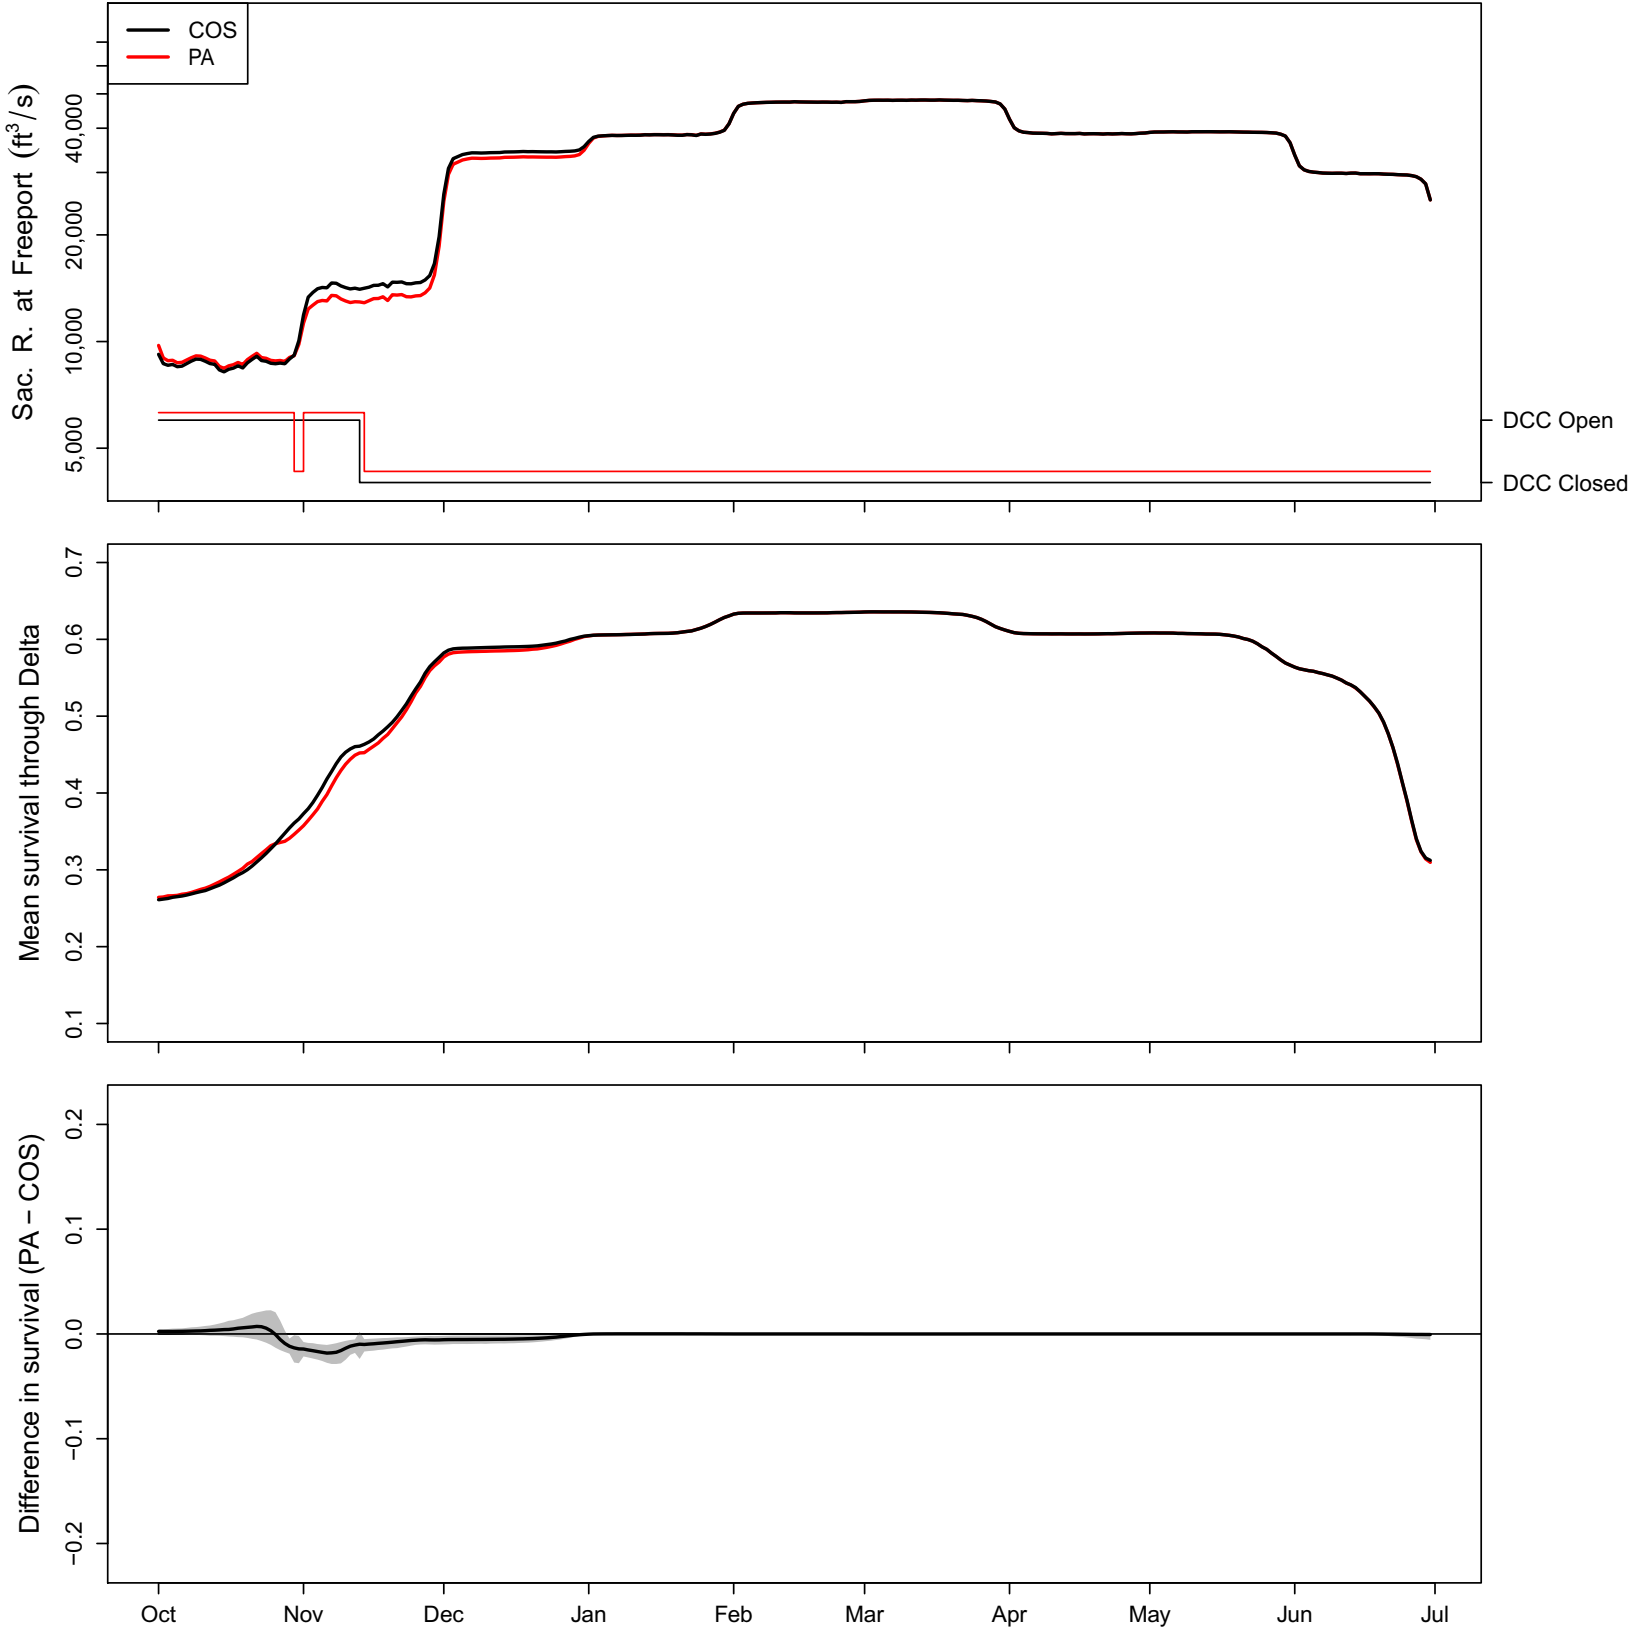 COS
PA
Sac. R. at Freeport (ft³/s)
40,000
20,000
10,000
5,000
DCC Open
DCC Closed
Mean survival through Delta
0.7
0.6
0.5
0.4
0.3
0.2
0.1
Difference in survival (PA − COS)
0.2
0.1
0.0
−0.1
−0.2
Oct Nov Dec Jan Feb Mar Apr May Jun Jul